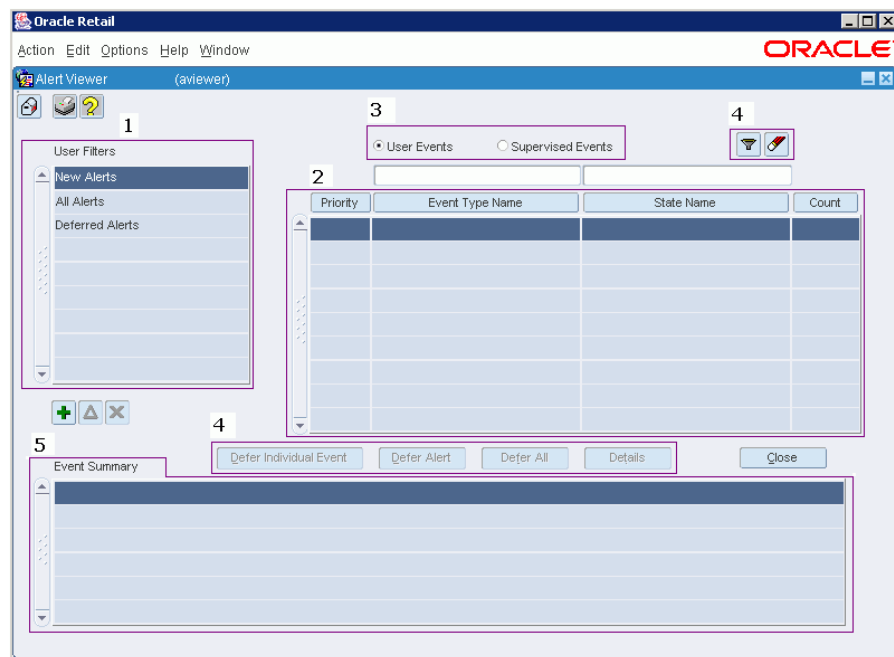 Oracle Retail
Action Edit Options Help Window
ORACLE
Alert Viewer (aviewer)
1
3
4
User Filters
User Events Supervised Events
New Alerts
2
All Alerts
Priority Event Type Name State Name Count
Deferred Alerts
4
5
Defer Individual Event Defer Alert Defer All Details Close
Event Summary